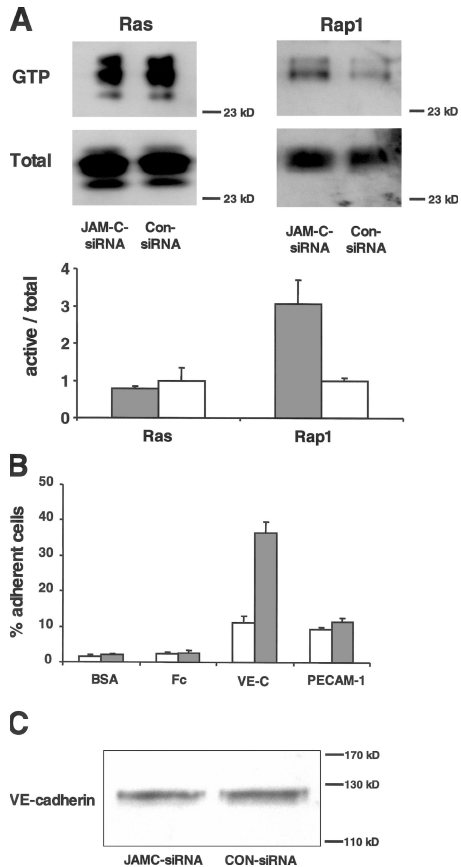 A
Ras Rap1
GTP
23 kD 23 kD
Total
23 kD 23 kD
JAM-C- Con- JAM-C- Con-
siRNA siRNA siRNA siRNA
active / total
4
3
2
1
0
Ras Rap1
B
% adherent cells
50
40
30
20
10
0
BSA Fc VE-C PECAM-1
C
170 kD
VE-cadherin
130 kD
110 kD
JAMC-siRNA CON-siRNA